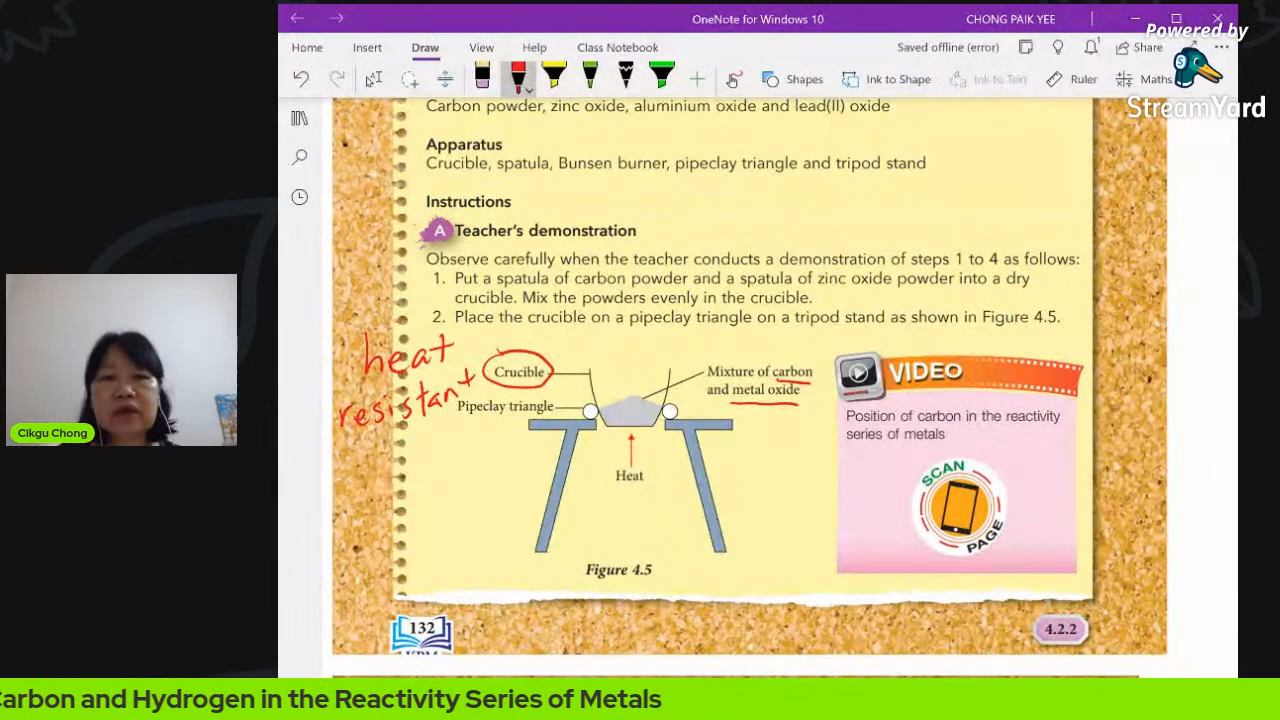 OneNote for Windows 10
CHONG PAIK YEE
Powered by
StreamYard
Home Insert Draw View Help Class Notebook
Saved offline (error)
Share
Shapes
Ink to Shape
Ink to Text
Ruler
Maths
Carbon powder, zinc oxide, aluminium oxide and lead(II) oxide
Apparatus
Crucible, spatula, Bunsen burner, pipeclay triangle and tripod stand
Instructions
A Teacher's demonstration
Observe carefully when the teacher conducts a demonstration of steps 1 to 4 as follows:
1. Put a spatula of carbon powder and a spatula of zinc oxide powder into a dry
crucible. Mix the powders evenly in the crucible.
2. Place the crucible on a pipeclay triangle on a tripod stand as shown in Figure 4.5.
heat
resistant
Crucible
Pipeclay triangle
Mixture of carbon
and metal oxide
Heat
Figure 4.5
VIDEO
Position of carbon in the reactivity
series of metals
SCAN
PAGE
132
KPM
4.2.2
Cikgu Chong
Carbon and Hydrogen in the Reactivity Series of Metals